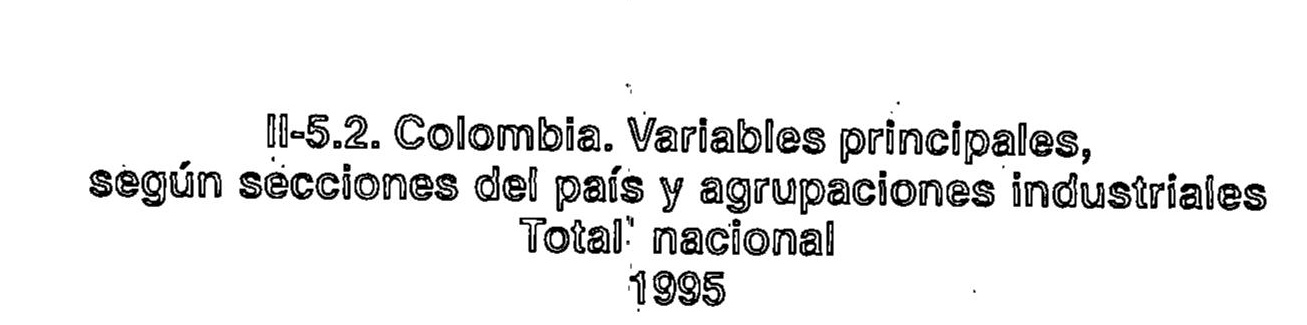 II-5.2. Colombia. Variables principales,
según secciones del país y agrupaciones industriales
Total nacional
1995